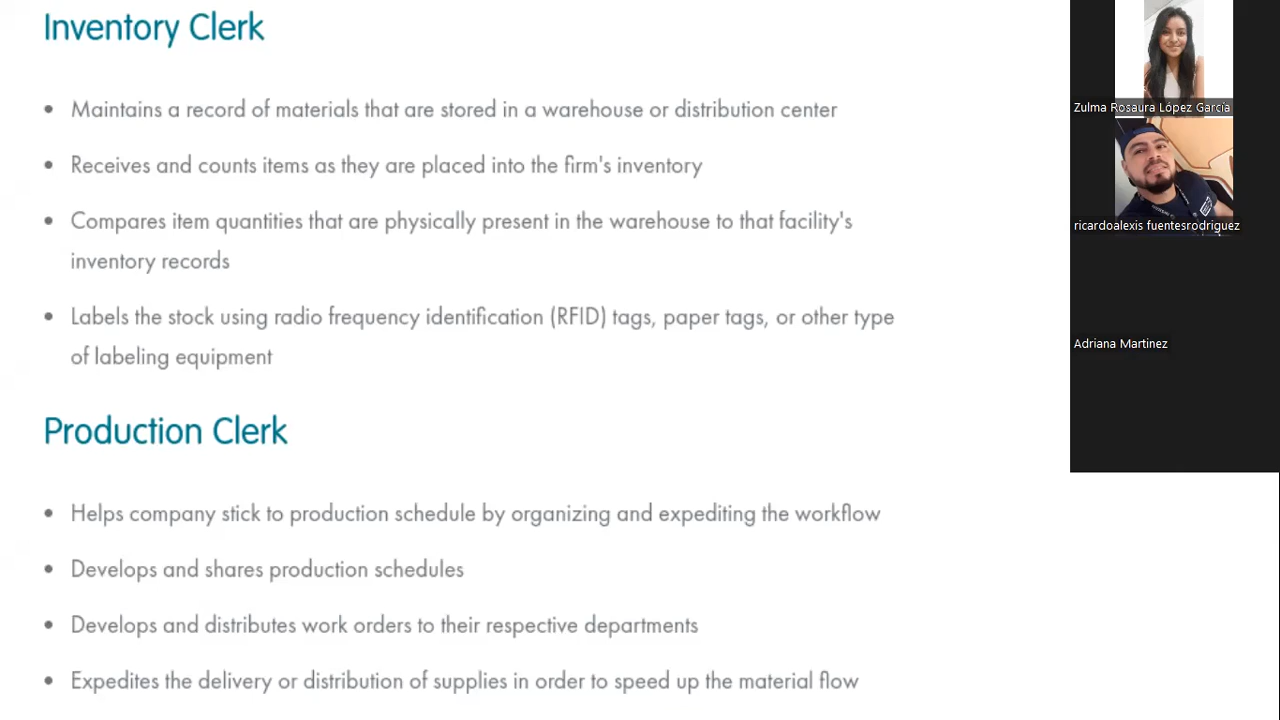 Inventory Clerk
Maintains a record of materials that are stored in a warehouse or distribution center
Receives and counts items as they are placed into the firm's inventory
Compares item quantities that are physically present in the warehouse to that facility's
inventory records
Labels the stock using radio frequency identification (RFID) tags, paper tags, or other type
of labeling equipment
Production Clerk
Helps company stick to production schedule by organizing and expediting the workflow
Develops and shares production schedules
Develops and distributes work orders to their respective departments
Expedites the delivery or distribution of supplies in order to speed up the material flow
Zulma Rosaura López García
ricardoalexis fuentesrodriguez
Adriana Martinez